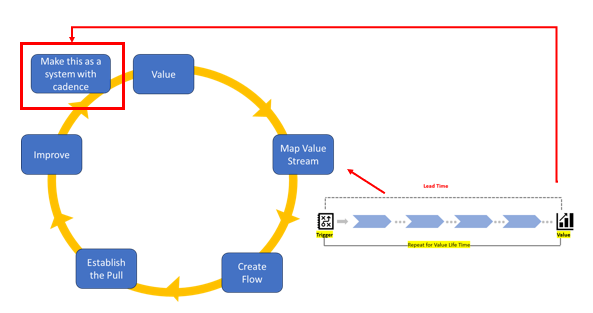 Make this as a
system with
cadence
Value
Map Value
Stream
Create
Flow
Establish
the Pull
Improve
Lead Time
Trigger
Value
Repeat for Value Life Time